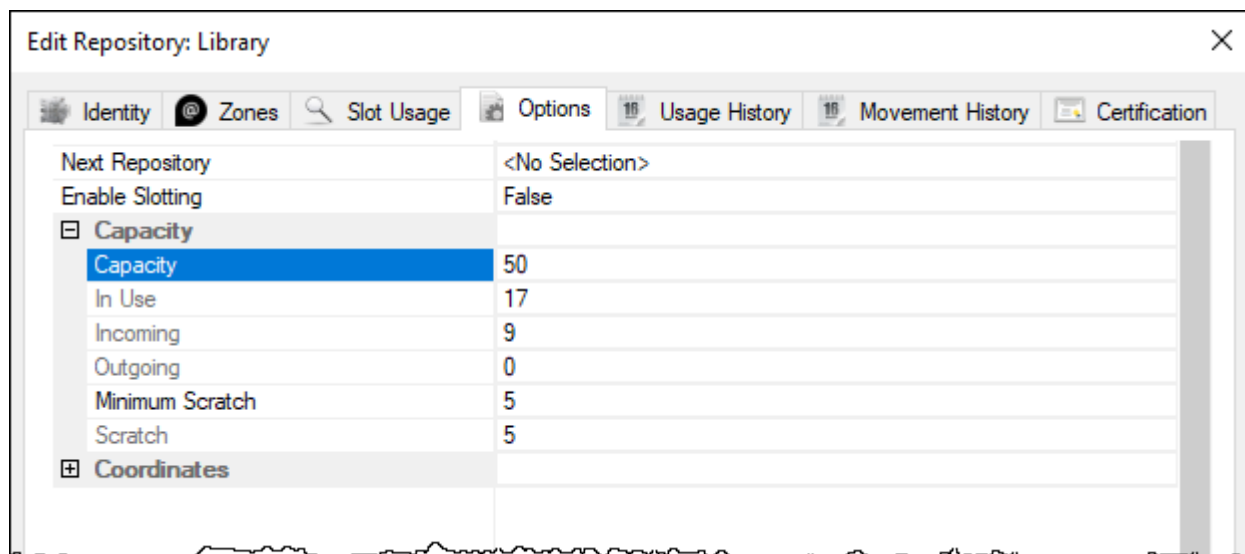 Edit Repository: Library
Identity Zones Slot Usage Options Usage History Movement History Certification
Next Repository <No Selection>
Enable Slotting False
Capacity
Capacity 50
In Use 17
Incoming 9
Outgoing 0
Minimum Scratch 5
Scratch 5
Coordinates